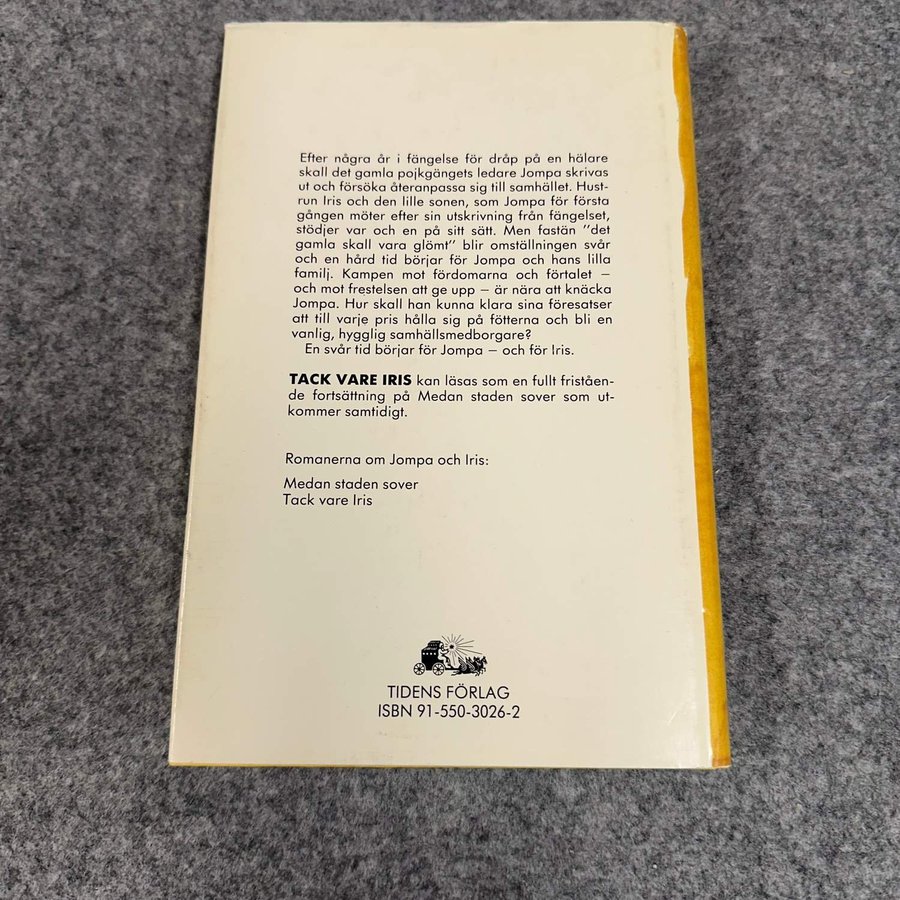 Efter några år i fängelse för dråp på en hälare
skall det gamla pojkgängets ledare Jompa skrivas
ut och försöka återanpassa sig till samhället. Hust-
run Iris och den lille sonen, som Jompa för första
gången möter efter sin utskrivning från fängelset,
stödjer var och en på sitt sätt. Men fastän ”det
gamla skall vara glömt” blir omställningen svår
och en hård tid börjar för Jompa och hans lilla
familj. Kampen mot fördomarna och förtalet –
och mot frestelsen att ge upp – är nära att knäcka
Jompa. Hur skall han kunna klara sina föresatser
att till varje pris hålla sig på fötterna och bli en
vanlig, hygglig samhällsmedborgare?
En svår tid börjar för Jompa – och för Iris.
TACK VARE IRIS kan läsas som en fullt friståen-
de fortsättning på Medan staden sover som ut-
kommer samtidigt.
Romanerna om Jompa och Iris:
Medan staden sover
Tack vare Iris
TIDENS FÖRLAG
ISBN 91-550-3026-2